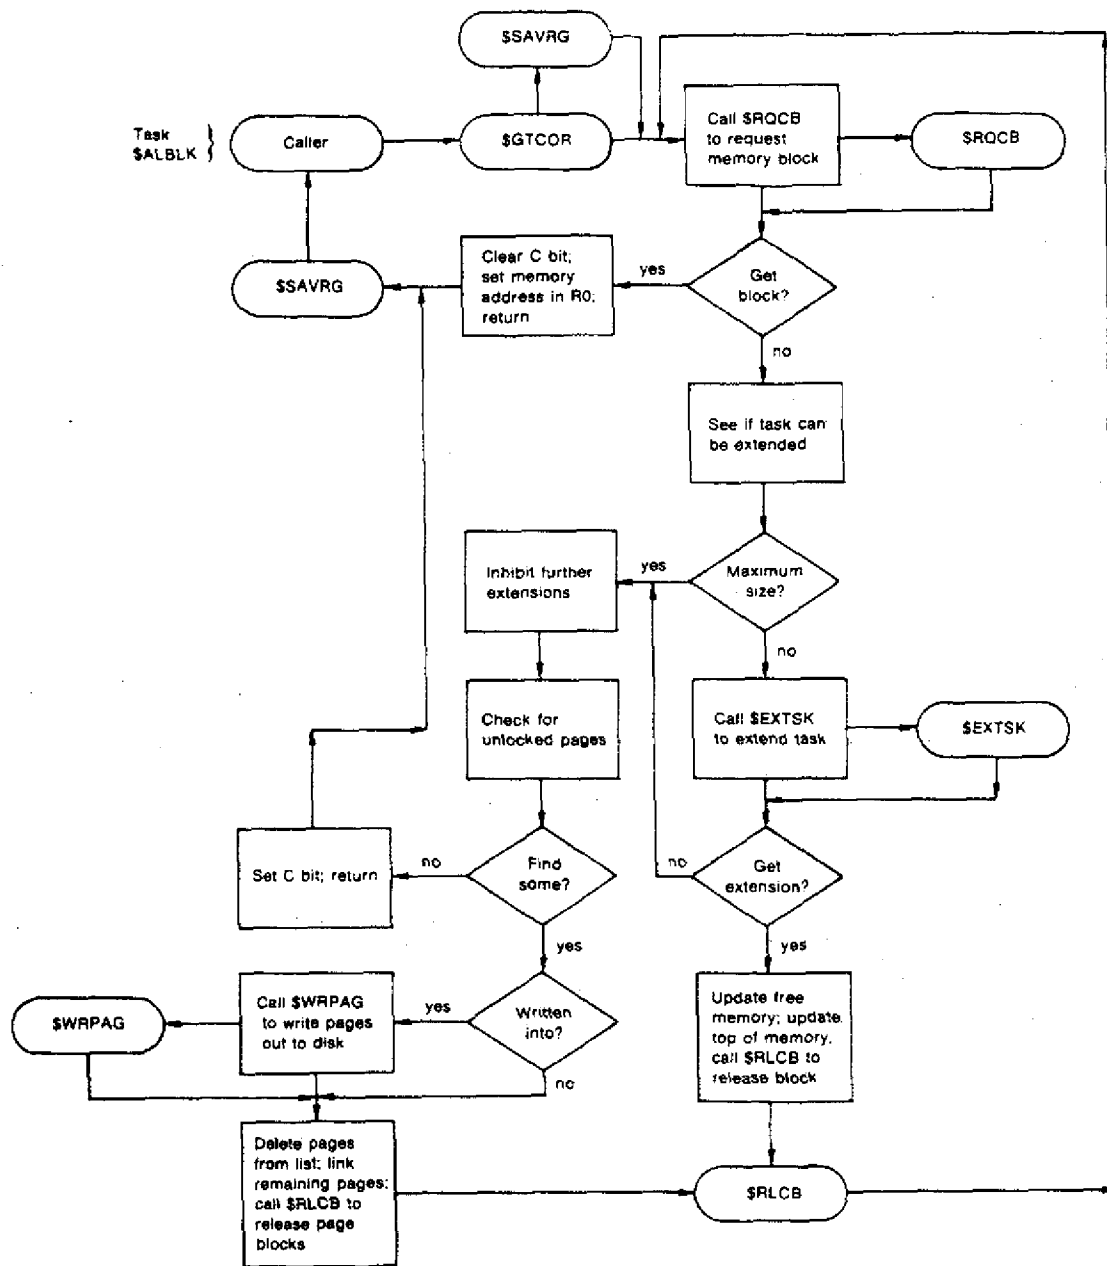 $SAVRG
Task
$ALBLK
Caller
$GTCOR
Call $RQCB
to request
memory block
$RQCB
Clear C bit;
set memory
address in R0;
return
$SAVRG
yes
Get
block?
no
See if task can
be extended
Inhibit further
extensions
yes
Maximum
size?
no
Check for
unlocked pages
Call $EXTSK
to extend task
$EXTSK
Set C bit; return
no
Find
some?
no
Get
extension?
yes
yes
$WRPAG
Call $WRPAG
to write pages
out to disk
yes
Written
into?
no
Update free
memory; update
top of memory,
call $RLCB to
release block
Delete pages
from list; link
remaining pages;
call $RLCB to
release page
blocks
$RLCB